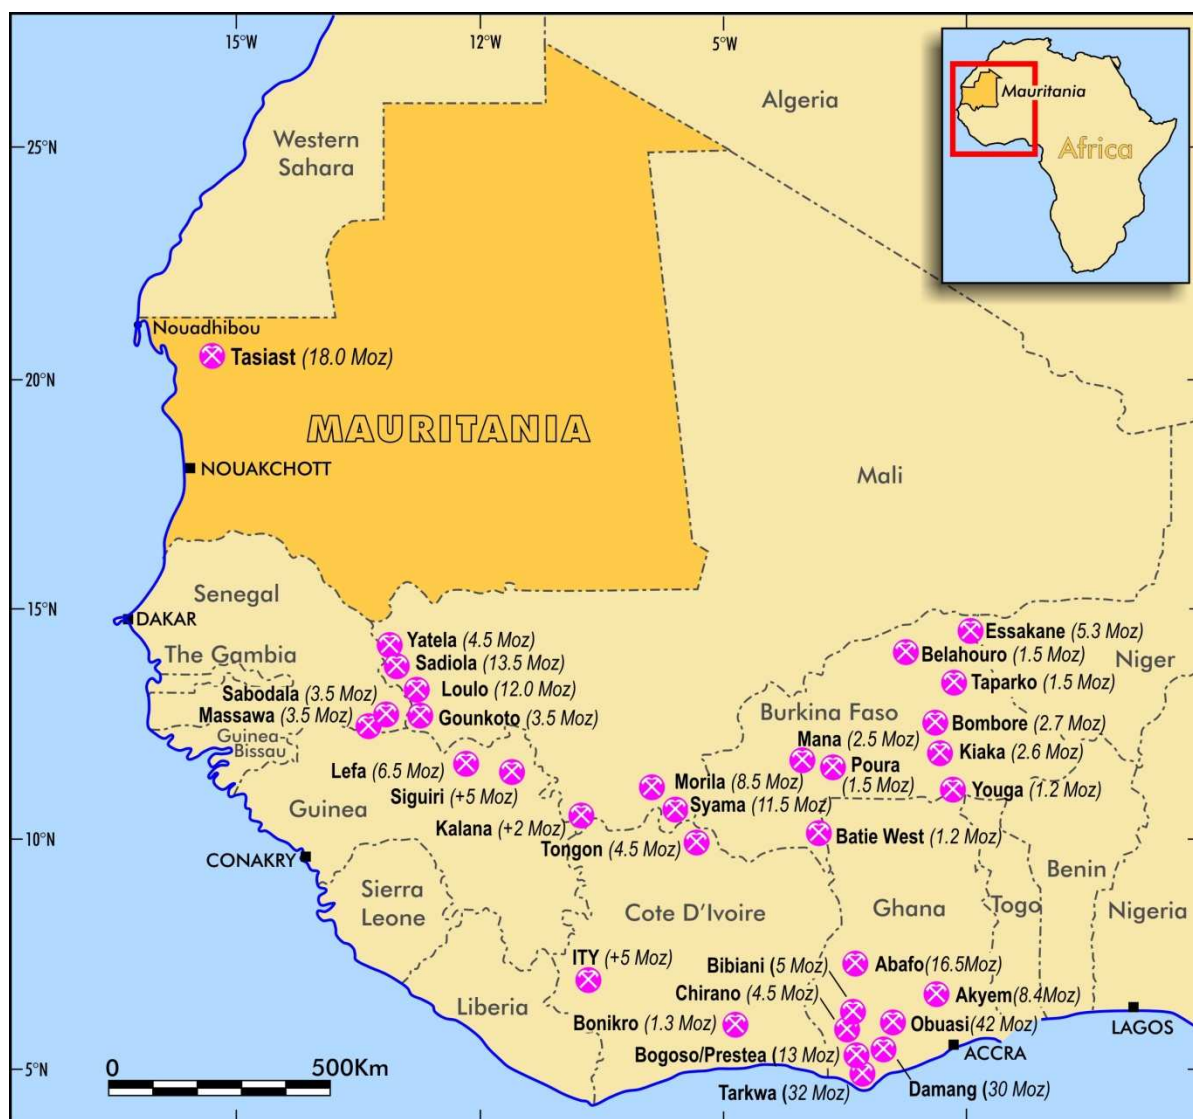 15°W
12°W
5°W
Algeria
Mauritania
Africa
Western
Sahara
25°N
Nouadhibou
Tasiast (18.0 Moz)
20°N
MAURITANIA
NOUAKCHOTT
Mali
Senegal
15°N
DAKAR
Yatela (4.5 Moz)
Essakane (5.3 Moz)
The Gambia
Sadiola (13.5 Moz)
Belahouro (1.5 Moz)
Niger
Sabodala (3.5 Moz)
Loulo (12.0 Moz)
Taparko (1.5 Moz)
Massawa (3.5 Moz)
Gounkoto (3.5 Moz)
Burkina Faso
Bombore (2.7 Moz)
Guinea
Bissau
Mana (2.5 Moz)
Kiaka (2.6 Moz)
Lefa (6.5 Moz)
Poura
(1.5 Moz)
Siguiri (+5 Moz)
Morila (8.5 Moz)
Youga (1.2 Moz)
Guinea
Syama (11.5 Moz)
Kalana (+2 Moz)
Batie West (1.2 Moz)
10°N
Tongon (4.5 Moz)
CONAKRY
Benin
Sierra
Leone
Cote D'Ivoire
Ghana
Togo
Nigeria
ITY (+5 Moz)
Bibiani (5 Moz)
Abafo(16.5Moz)
Chirano (4.5 Moz)
Akyem(8.4Moz)
Liberia
Bonikro (1.3 Moz)
Obuasi(42 Moz)
LAGOS
ACCRA
Bogoso/Prestea (13 Moz)
5°N
0
500Km
Tarkwa (32 Moz)
Damang (30 Moz)